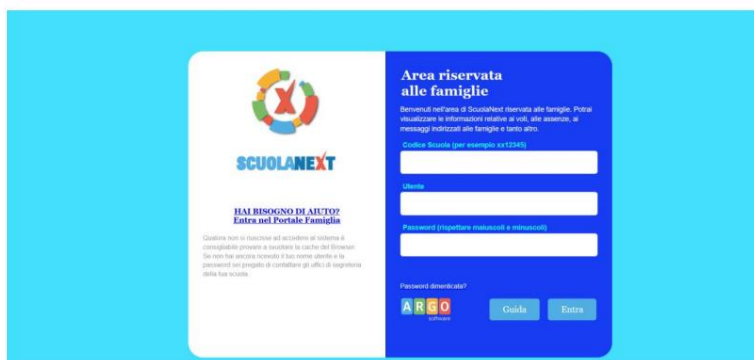 SCUOLANEXT
HAI BISOGNO DI AIUTO?
Entra nel Portale Famiglia
Qualora non si riuscisse ad accedere al sistema è
consigliabile provare a svuotare la cache del Browser.
Se non hai ancora ricevuto il tuo nome utente e la
password sei pregato di contattare gli uffici di segreteria
della tua scuola.
Area riservata
alle famiglie
Benvenuti nell'area di ScuolaNext riservata alle famiglie. Potrai
visualizzare le informazioni relative ai voti, alle assenze, ai
messaggi indirizzati alle famiglie e tanto altro.
Codice Scuola (per esempio xx12345)
Utente
Password (rispettare maiuscoli e minuscoli)
Password dimenticata?
ARGO
software
Guida
Entra